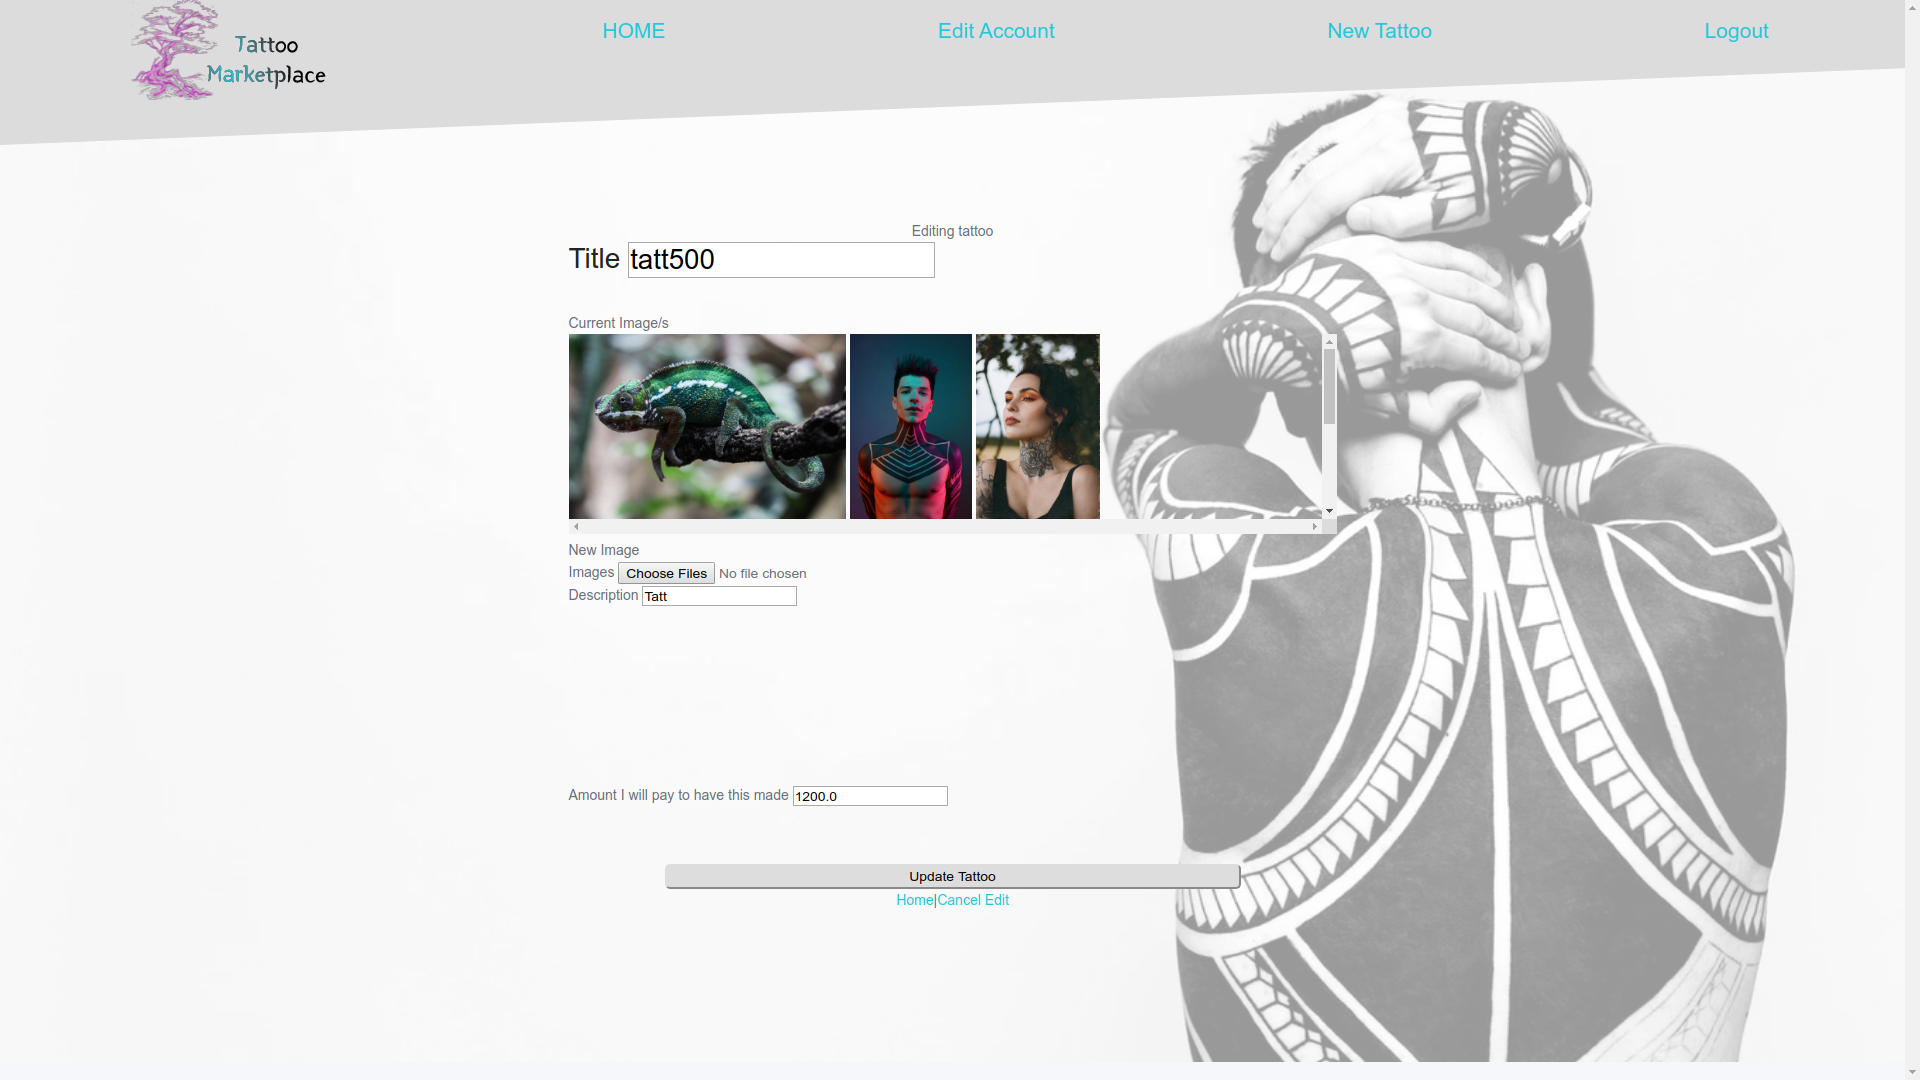 Tattoo
Marketplace
HOME
Edit Account
New Tattoo
Logout
Editing tattoo
Title tatt500
Current Image/s
New Image
Images Choose Files No file chosen
Description Tatt
Amount I will pay to have this made 1200.0
Update Tattoo
Home|Cancel Edit